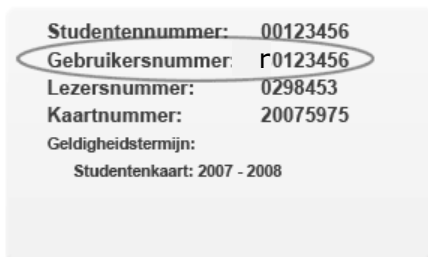 Studentennummer: 00123456
Gebruikersnummer: r0123456
Lezersnummer: 0298453
Kaartnummer: 20075975
Geldigheidstermijn:
Studentenkaart: 2007 - 2008